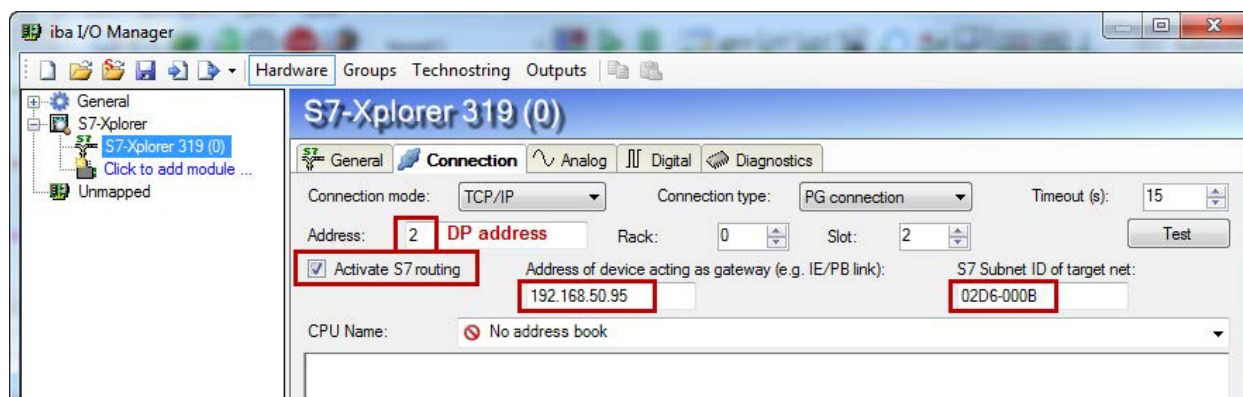 iba I/O Manager
Hardware Groups Technostring Outputs
General
S7-Xplorer
S7-Xplorer 319 (0)
Click to add module ...
Unmapped
S7-Xplorer 319 (0)
General Connection Analog Digital Diagnostics
Connection mode: TCP/IP Connection type: PG connection Timeout (s): 15
Address: 2 DP address Rack: 0 Slot: 2 Test
Activate S7 routing Address of device acting as gateway (e.g. IE/PB link): S7 Subnet ID of target net:
192.168.50.95 02D6-000B
CPU Name: No address book